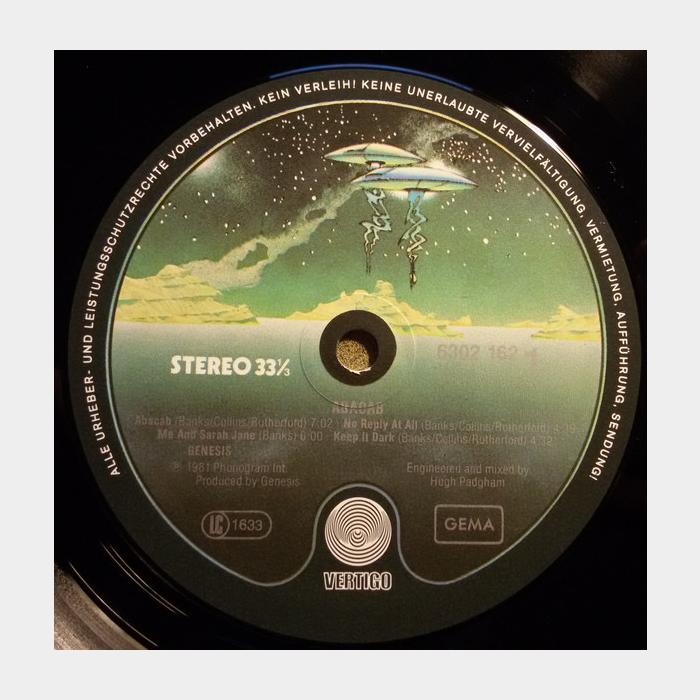 ALLE URHEBER- UND LEISTUNGSSCHUTZRECHTE VORBEHALTEN. KEIN VERLEIH! KEINE UNERLAUBTE VERVIELFÄLTIGUNG, VERMIETUNG, AUFFÜHRUNG, SENDUNG!
STEREO 33⅓
6302 162
ABACAB
Abacab (Banks/Collins/Rutherford) 7:02 · No Reply At All (Banks/Collins/Rutherford) 4:39
Me And Sarah Jane (Banks) 6:00 · Keep It Dark (Banks/Collins/Rutherford) 4:32
GENESIS
℗ 1981 Phonogram Int.
Produced by Genesis
Engineered and mixed by
Hugh Padgham
LC 1633
GEMA
VERTIGO